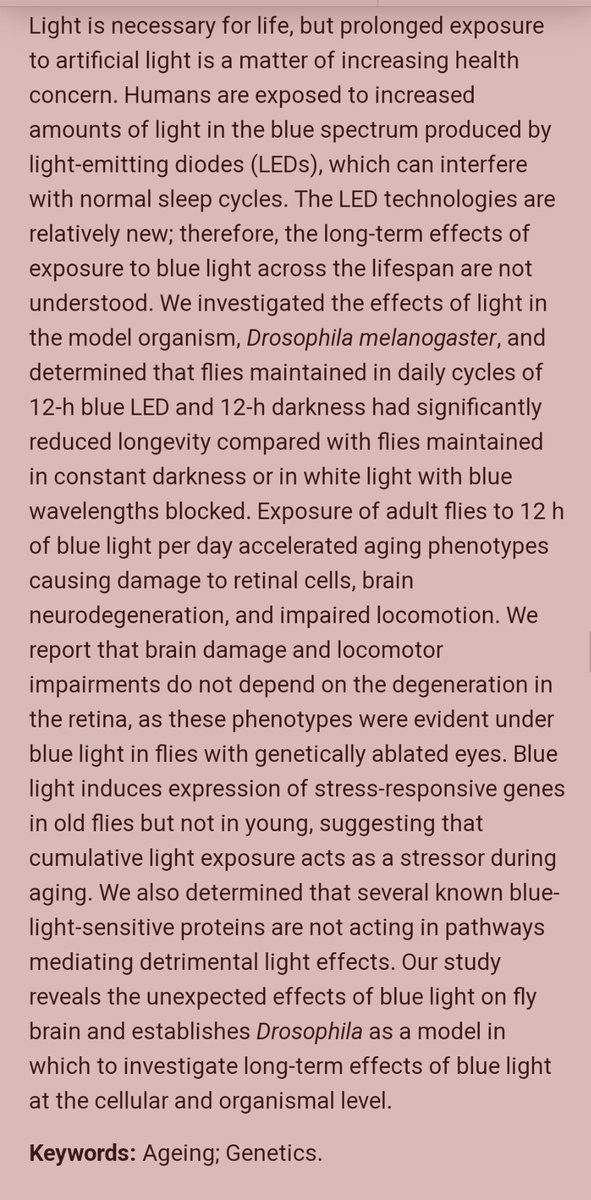 Light is necessary for life, but prolonged exposure
to artificial light is a matter of increasing health
concern. Humans are exposed to increased
amounts of light in the blue spectrum produced by
light-emitting diodes (LEDs), which can interfere
with normal sleep cycles. The LED technologies are
relatively new; therefore, the long-term effects of
exposure to blue light across the lifespan are not
understood. We investigated the effects of light in
the model organism, Drosophila melanogaster, and
determined that flies maintained in daily cycles of
12-h blue LED and 12-h darkness had significantly
reduced longevity compared with flies maintained
in constant darkness or in white light with blue
wavelengths blocked. Exposure of adult flies to 12 h
of blue light per day accelerated aging phenotypes
causing damage to retinal cells, brain
neurodegeneration, and impaired locomotion. We
report that brain damage and locomotor
impairments do not depend on the degeneration in
the retina, as these phenotypes were evident under
blue light in flies with genetically ablated eyes. Blue
light induces expression of stress-responsive genes
in old flies but not in young, suggesting that
cumulative light exposure acts as a stressor during
aging. We also determined that several known blue-
light-sensitive proteins are not acting in pathways
mediating detrimental light effects. Our study
reveals the unexpected effects of blue light on fly
brain and establishes Drosophila as a model in
which to investigate long-term effects of blue light
at the cellular and organismal level.
Keywords: Ageing; Genetics.